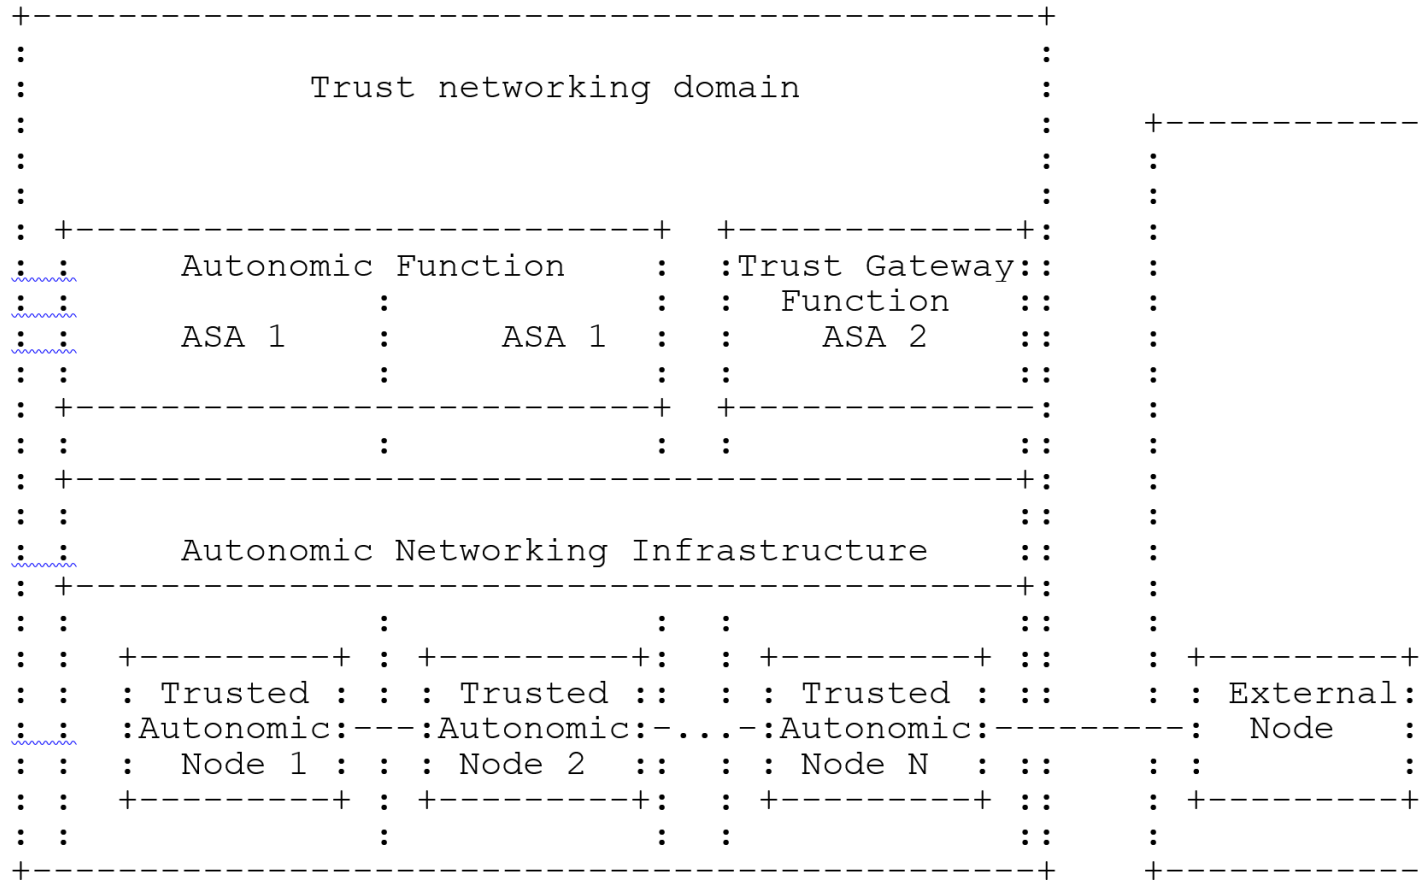 Trust networking domain
Autonomic Function
Trust Gateway
Function
ASA 1
ASA 1
ASA 2
Autonomic Networking Infrastructure
Trusted Trusted Trusted External
Autonomic Autonomic ... Autonomic Node
Node 1 Node 2 Node N